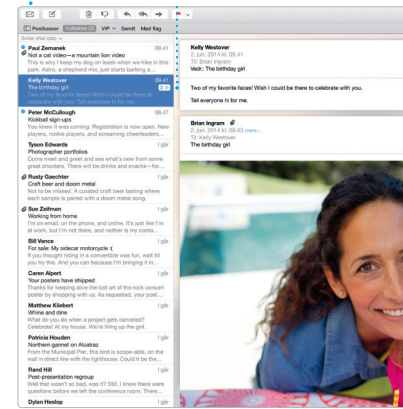 Postkasser Indbakke (2) Sendt Med flag
Sorter efter dato
Paul Zemanek 09.41
Not a cat video—a mountain lion video
This is why I keep my dog on leash when we hike in this
park. Astro, a shepherd mix, just starts barking a...
Kelly Westover 09.41
The birthday girl
Two of my favorite faces! Wish I could be there to
celebrate with you. Tell everyone hi for me.
Peter McCullough 08.47
Kickball sign-ups
You knew it was coming: Registration is now open. New
players, rookie players, and screaming cheerleaders...
Tyson Edwards I går
Photographer portfolios
Come meet and greet and see what's new from some
great shooters. There will be drinks and snacks—for...
Rusty Gaechter I går
Craft beer and doom metal
Not to be missed. A curated craft beer tasting where
each sample is paired with a doom metal song.
Sue Zeifman I går
Working from home
I'm on email, on the phone, and online. It's just like I'm
at work, but I'm not there, and neither is my conta...
Bill Vance I går
For sale: My sidecar motorcycle :(
If you thought riding in a convertible was fun, wait till
you try this. And you can because I'm bringing it in...
Caren Alpert I går
Your posters have shipped
Thanks for keeping alive the lost art of the rock concert
poster by shopping with us. As requested, your post...
Matthew Kliebert I går
Whine and dine
What do you do when a project gets canceled?
Celebrate! At my house. We're firing up the grill.
Patricia Houden I går
Northern gannet on Alcatraz
From the Municipal Pier, this bird is scope-able, on the
wall in direct line with the lighthouse. Could it be the...
Rand Hill I går
Post-presentation regroup
Well that wasn't so bad, was it? Still, I know there were
questions before we left the conference room. There...
Dylan Heslop I går
Kelly Westover
2. jun. 2014 kl. 09.41
Til: Brian Ingram
Vedr.: The birthday girl
Two of my favorite faces! Wish I could be there to celebrate with you.
Tell everyone hi for me.
Brian Ingram
2. jun. 2014 kl. 08.43 mere...
Til: Kelly Westover
The birthday girl